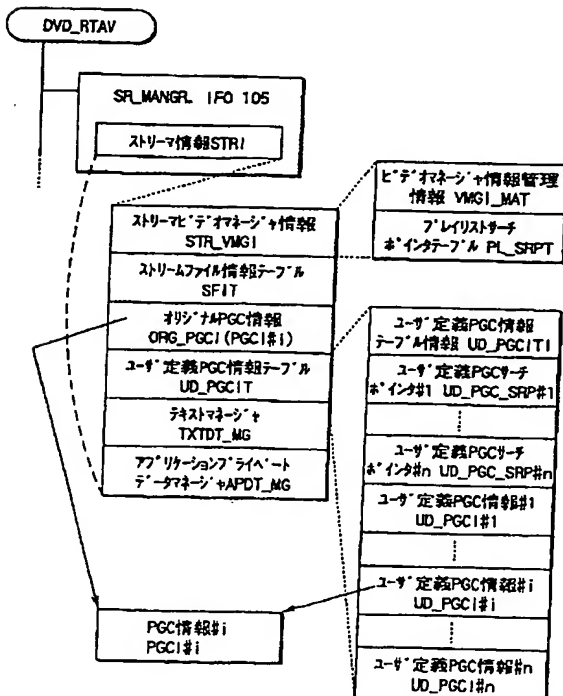 DVD_RTAV
SR_MANGR. IFO 105
ストリーマ情報STRI
ストリーマビデオマネージャ情報
STR_VMGI
ストリームファイル情報テーブル
SFIT
オリジナルPGC情報
ORG_PGCI(PGCI#i)
ユーザ定義PGC情報テーブル
UD_PGCIT
テキストマネージャ
TXTDT_MG
アプリケーションプライベート
データマネージャAPDT_MG
ビデオマネージャ情報管理
情報 VMGI_MAT
プレイリストサーチ
ポインタテーブル PL_SRPT
ユーザ定義PGC情報
テーブル情報 UD_PGCITI
ユーザ定義PGCサーチ
ポインタ#1 UD_PGC_SRP#1
ユーザ定義PGCサーチ
ポインタ#n UD_PGC_SRP#n
ユーザ定義PGC情報#1
UD_PGCI#1
ユーザ定義PGC情報#i
UD_PGCI#i
ユーザ定義PGC情報#n
UD_PGCI#n
PGC情報#i
PGCI#i